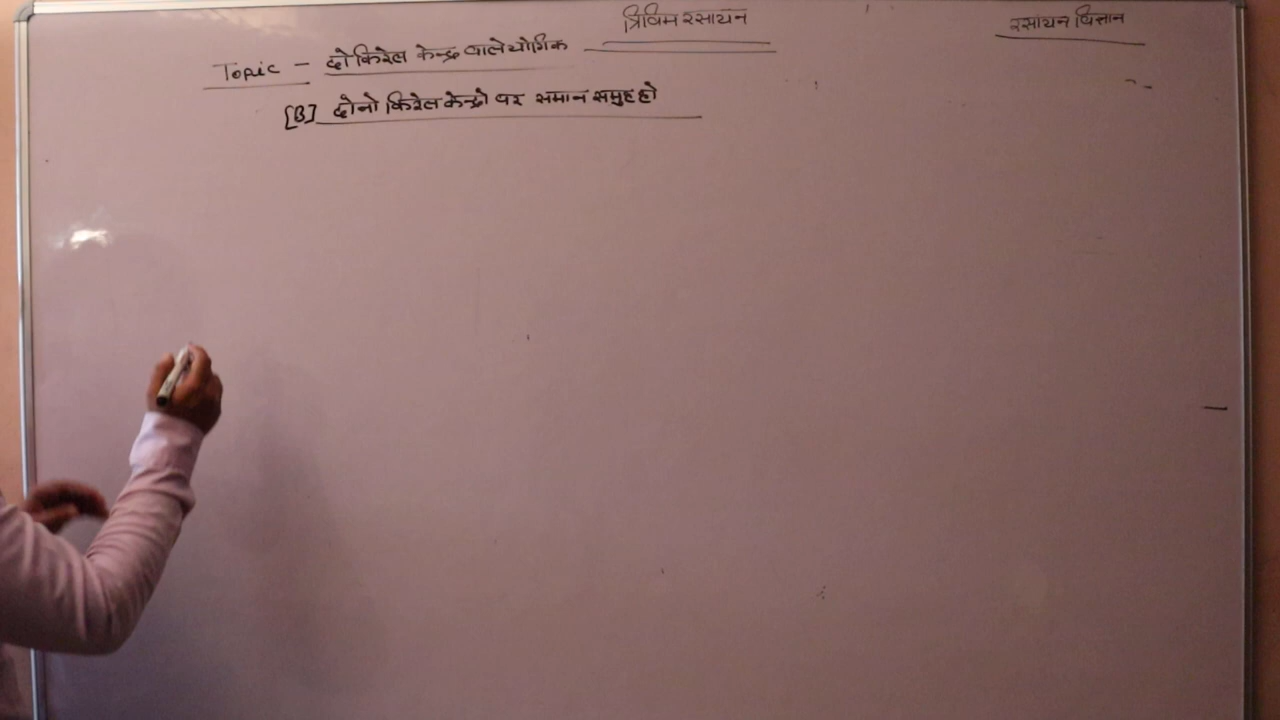 त्रिविम रसायन
रसायन विज्ञान
Topic - दो किरेल केन्द्र वाले योगिक
[B] दोनो किरेल केन्द्रो पर समान समुह हो